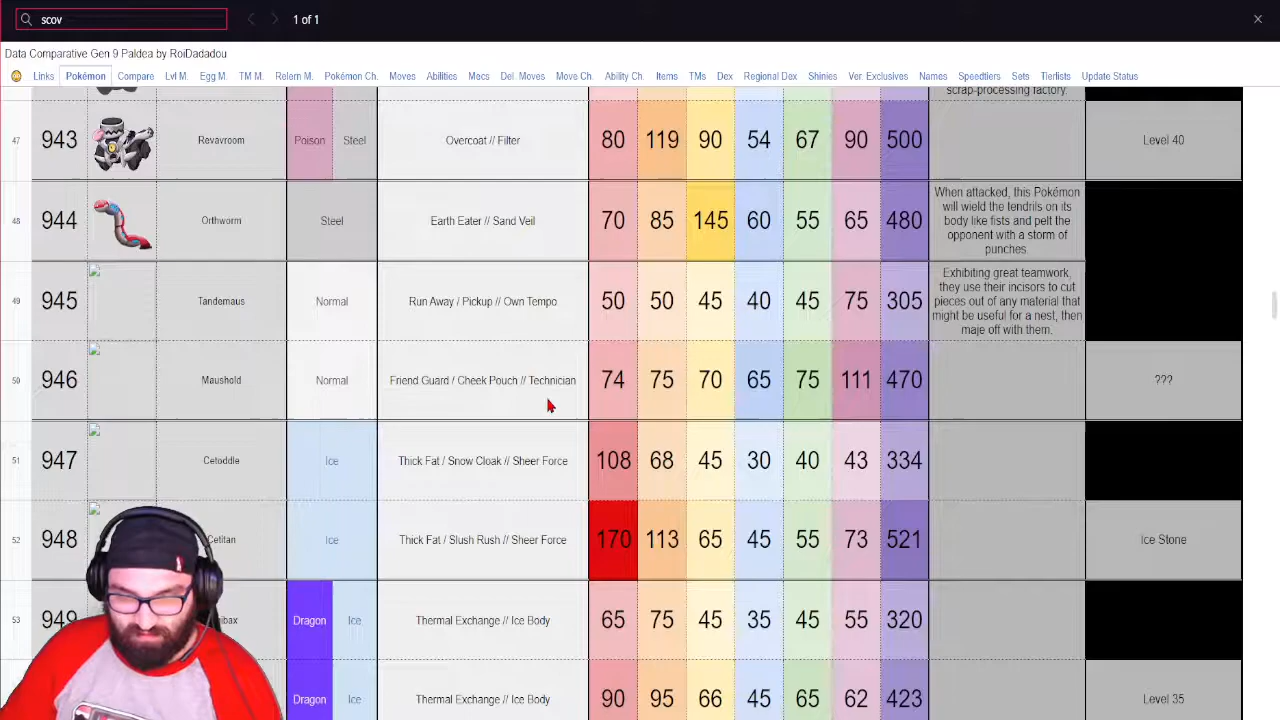 scov
1 of 1
Data Comparative Gen 9 Paldea by RoiDadadou
Links Pokémon Compare Lvl M. Egg M. TM M. Relern M. Pokémon Ch. Moves Abilities Mecs Del. Moves Move Ch. Ability Ch. Items TMs Dex Regional Dex Shinies Ver. Exclusives Names Speedtiers Sets Tierlists Update Status
scrap-processing factory.
47 943 Revavroom Poison Steel Overcoat // Filter 80 119 90 54 67 90 500 Level 40
48 944 Orthworm Steel Earth Eater // Sand Veil 70 85 145 60 55 65 480
When attacked, this Pokémon
will wield the tendrils on its
body like fists and pelt the
opponent with a storm of
punches.
49 945 Tandemaus Normal Run Away / Pickup // Own Tempo 50 50 45 40 45 75 305
Exhibiting great teamwork,
they use their incisors to cut
pieces out of any material that
might be useful for a nest, then
maje off with them.
50 946 Maushold Normal Friend Guard / Cheek Pouch // Technician 74 75 70 65 75 111 470 ???
51 947 Cetoddle Ice Thick Fat / Snow Cloak // Sheer Force 108 68 45 30 40 43 334
52 948 Cetitan Ice Thick Fat / Slush Rush // Sheer Force 170 113 65 45 55 73 521 Ice Stone
53 949 Dragon Ice Thermal Exchange // Ice Body 65 75 45 35 45 55 320
Dragon Ice Thermal Exchange // Ice Body 90 95 66 45 65 62 423 Level 35